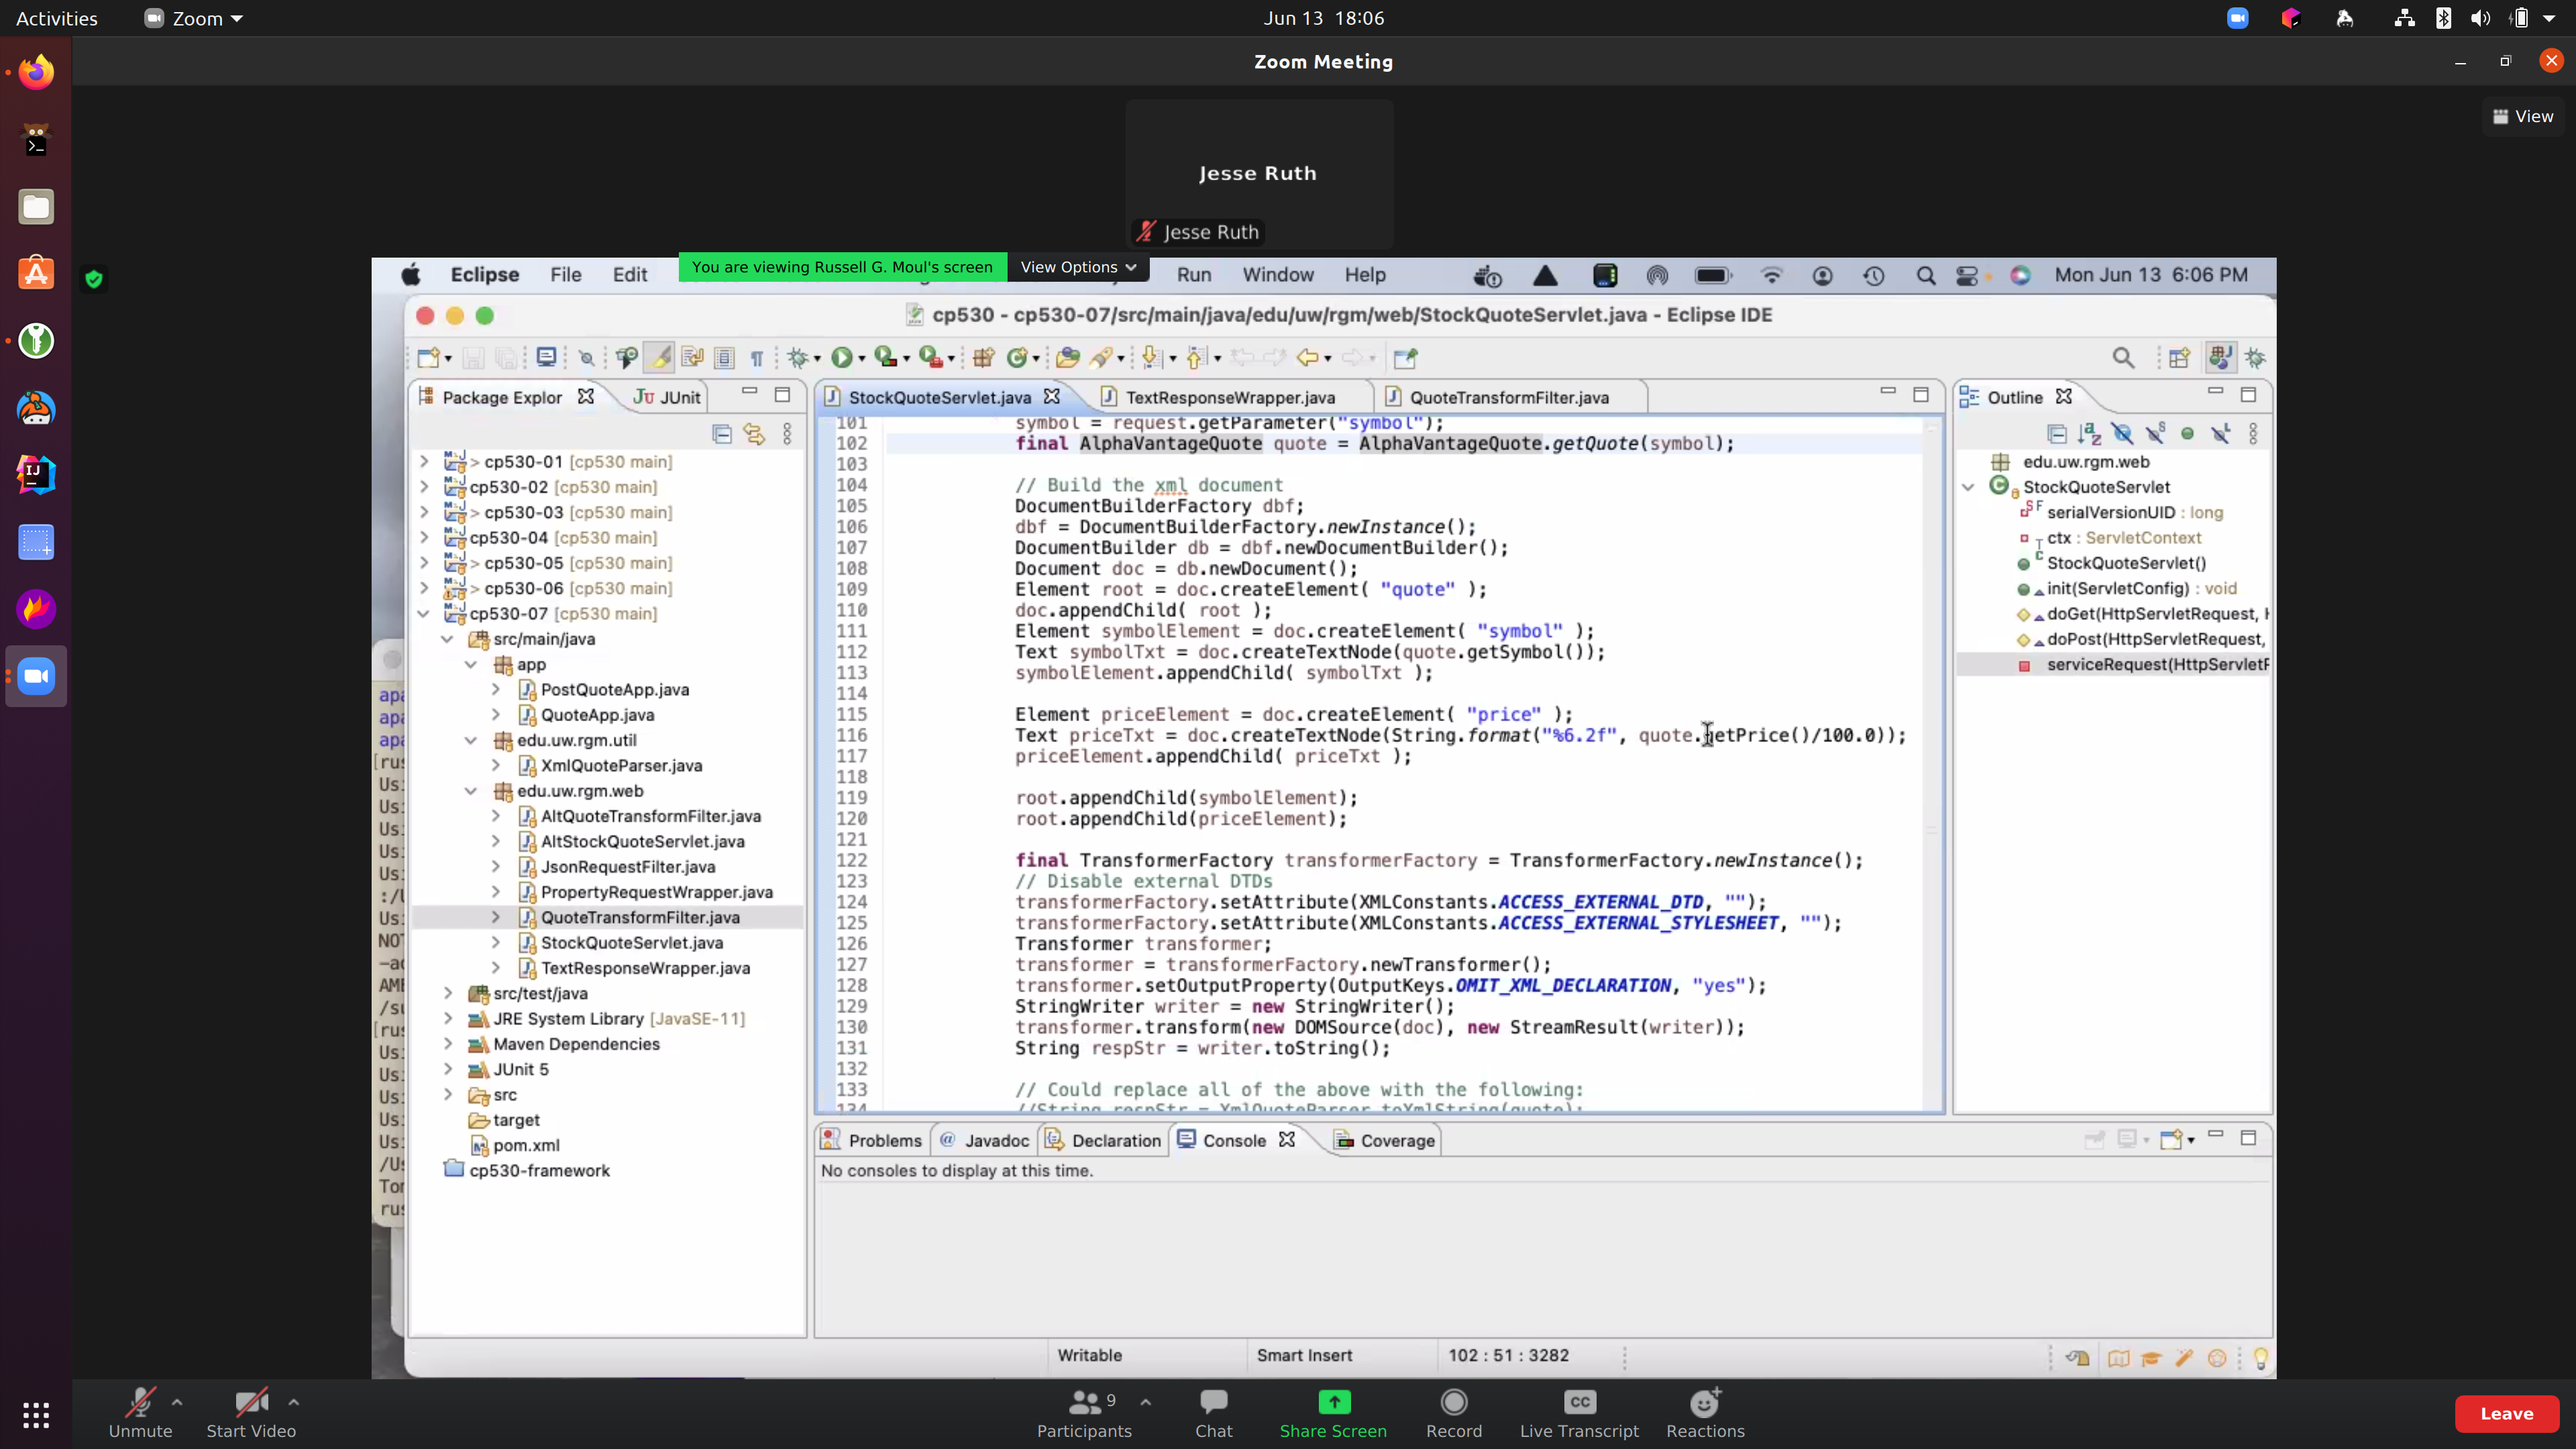 Activities
Zoom
Jun 13 18:06
Zoom Meeting
View
Jesse Ruth
Jesse Ruth
You are viewing Russell G. Moul's screen
View Options
Eclipse
File
Edit
Run
Window
Help
Mon Jun 13 6:06 PM
cp530 - cp530-07/src/main/java/edu/uw/rgm/web/StockQuoteServlet.java - Eclipse IDE
Package Explor
JUnit
> cp530-01 [cp530 main]
cp530-02 [cp530 main]
> cp530-03 [cp530 main]
cp530-04 [cp530 main]
> cp530-05 [cp530 main]
> cp530-06 [cp530 main]
cp530-07 [cp530 main]
src/main/java
app
PostQuoteApp.java
QuoteApp.java
edu.uw.rgm.util
XmlQuoteParser.java
edu.uw.rgm.web
AltQuoteTransformFilter.java
AltStockQuoteServlet.java
JsonRequestFilter.java
PropertyRequestWrapper.java
QuoteTransformFilter.java
StockQuoteServlet.java
TextResponseWrapper.java
src/test/java
JRE System Library [JavaSE-11]
Maven Dependencies
JUnit 5
src
target
pom.xml
cp530-framework
StockQuoteServlet.java
TextResponseWrapper.java
QuoteTransformFilter.java
101 symbol = request.getParameter("symbol");
102 final AlphaVantageQuote quote = AlphaVantageQuote.getQuote(symbol);
103
104 // Build the xml document
105 DocumentBuilderFactory dbf;
106 dbf = DocumentBuilderFactory.newInstance();
107 DocumentBuilder db = dbf.newDocumentBuilder();
108 Document doc = db.newDocument();
109 Element root = doc.createElement( "quote" );
110 doc.appendChild( root );
111 Element symbolElement = doc.createElement( "symbol" );
112 Text symbolTxt = doc.createTextNode(quote.getSymbol());
113 symbolElement.appendChild( symbolTxt );
114
115 Element priceElement = doc.createElement( "price" );
116 Text priceTxt = doc.createTextNode(String.format("%6.2f", quote.getPrice()/100.0));
117 priceElement.appendChild( priceTxt );
118
119 root.appendChild(symbolElement);
120 root.appendChild(priceElement);
121
122 final TransformerFactory transformerFactory = TransformerFactory.newInstance();
123 // Disable external DTDs
124 transformerFactory.setAttribute(XMLConstants.ACCESS_EXTERNAL_DTD, "");
125 transformerFactory.setAttribute(XMLConstants.ACCESS_EXTERNAL_STYLESHEET, "");
126 Transformer transformer;
127 transformer = transformerFactory.newTransformer();
128 transformer.setOutputProperty(OutputKeys.OMIT_XML_DECLARATION, "yes");
129 StringWriter writer = new StringWriter();
130 transformer.transform(new DOMSource(doc), new StreamResult(writer));
131 String respStr = writer.toString();
132
133 // Could replace all of the above with the following:
134 //String respStr = XmlQuoteParser.toXmlString(quote);
Outline
edu.uw.rgm.web
StockQuoteServlet
serialVersionUID : long
ctx : ServletContext
StockQuoteServlet()
init(ServletConfig) : void
doGet(HttpServletRequest, H
doPost(HttpServletRequest,
serviceRequest(HttpServletR
Problems
Javadoc
Declaration
Console
Coverage
No consoles to display at this time.
Writable
Smart Insert
102 : 51 : 3282
Unmute
Start Video
Participants
9
Chat
Share Screen
Record
CC
Live Transcript
Reactions
Leave